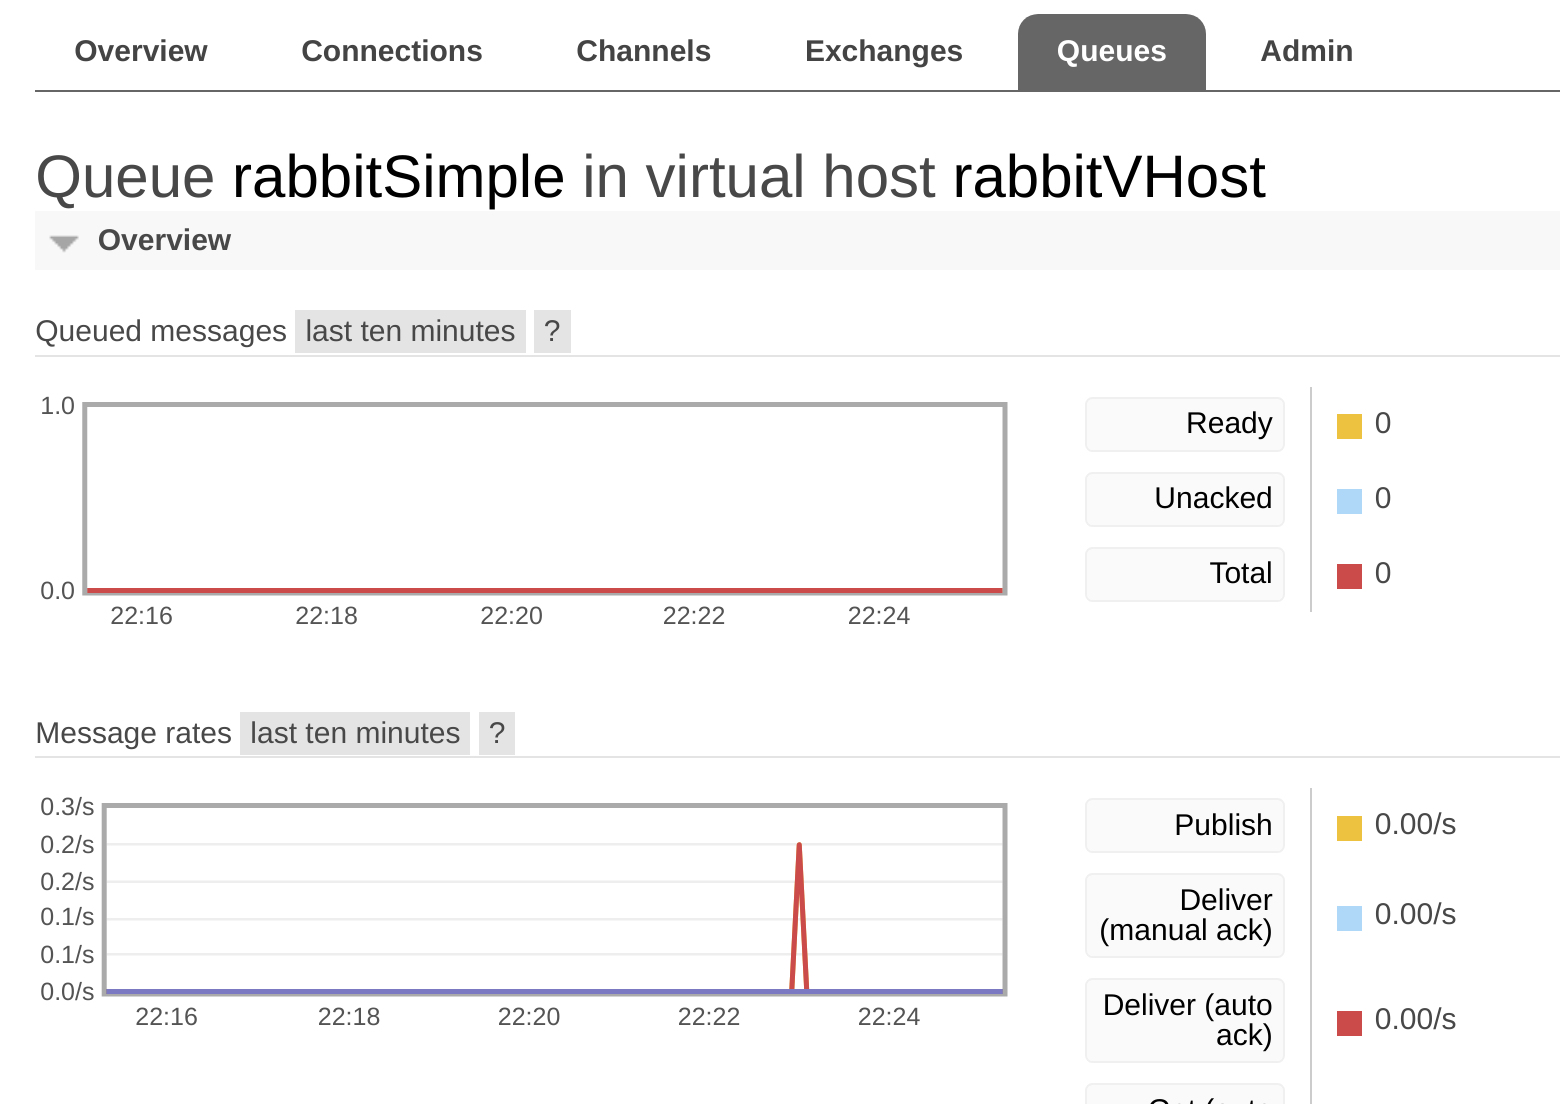 Overview Connections Channels Exchanges Queues Admin
Queue rabbitSimple in virtual host rabbitVHost
Overview
Queued messages last ten minutes ?
1.0
0.0
22:16 22:18 22:20 22:22 22:24
Ready 0
Unacked 0
Total 0
Message rates last ten minutes ?
0.3/s
0.2/s
0.2/s
0.1/s
0.1/s
0.0/s
22:16 22:18 22:20 22:22 22:24
Publish 0.00/s
Deliver
(manual ack) 0.00/s
Deliver (auto
ack) 0.00/s